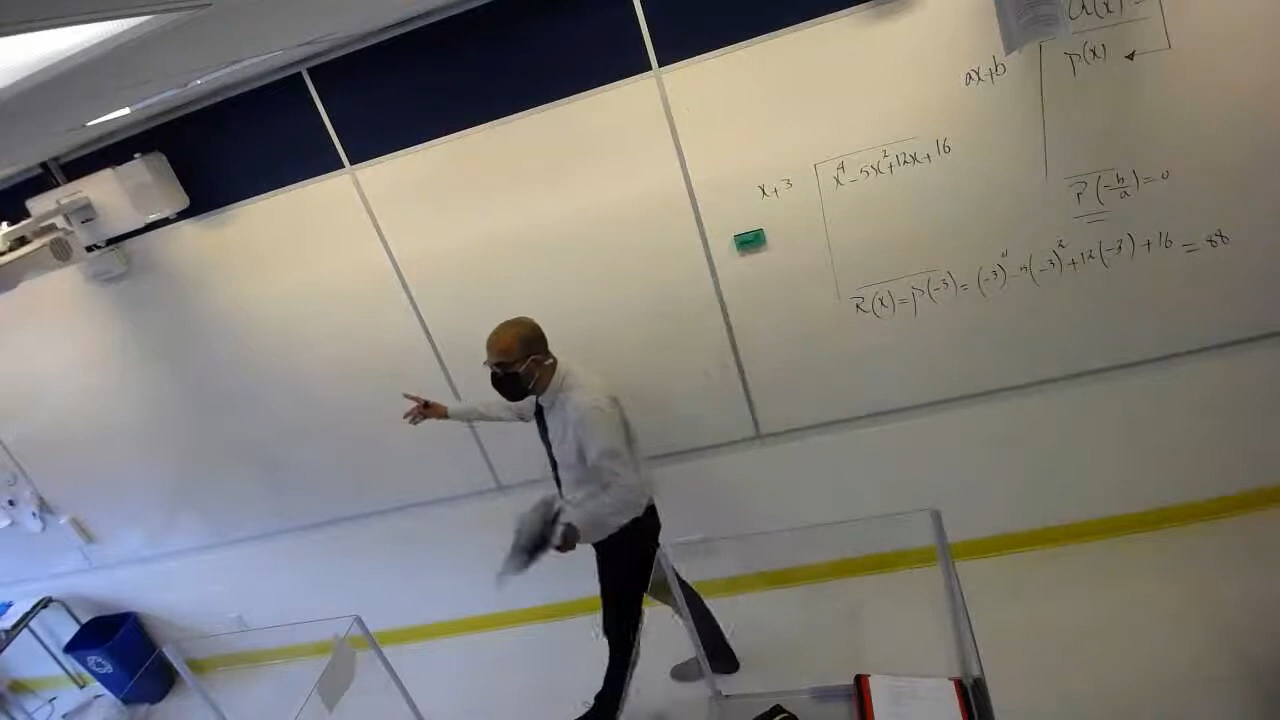 Q(x) =
ax+b
P(x)
x+3
x⁴-5x²+12x+16
P(-b/a)=0
R(x)=P(-3)=(-3)⁴-5(-3)²+12(-3)+16=88